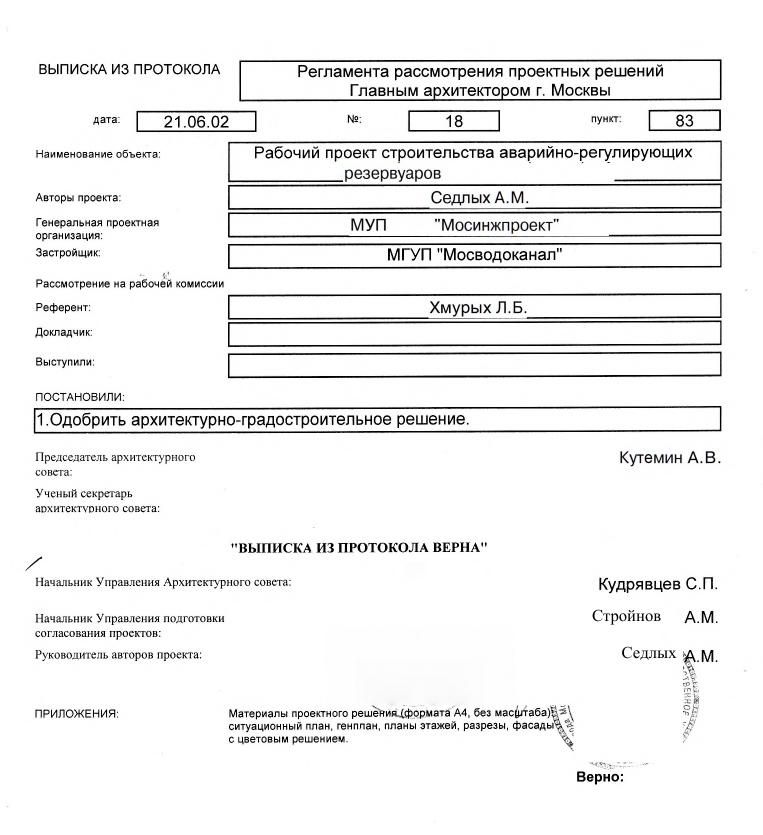 ВЫПИСКА ИЗ ПРОТОКОЛА
Регламента рассмотрения проектных решений
Главным архитектором г. Москвы
дата: 21.06.02 №: 18 пункт: 83
Наименование объекта: Рабочий проект строительства аварийно-регулирующих
резервуаров
Авторы проекта: Седлых А.М.
Генеральная проектная
организация:
МУП "Мосинжпроект"
Застройщик: МГУП "Мосводоканал"
Рассмотрение на рабочей комиссии
Референт: Хмурых Л.Б.
Докладчик:
Выступили:
ПОСТАНОВИЛИ:
1.Одобрить архитектурно-градостроительное решение.
Председатель архитектурного
совета:
Кутемин А.В.
Ученый секретарь
архитектурного совета:
"ВЫПИСКА ИЗ ПРОТОКОЛА ВЕРНА"
Начальник Управления Архитектурного совета: Кудрявцев С.П.
Начальник Управления подготовки
согласования проектов:
Стройнов А.М.
Руководитель авторов проекта: Седлых А.М.
ПРИЛОЖЕНИЯ:
Материалы проектного решения (формата А4, без масштаба):
ситуационный план, генплан, планы этажей, разрезы, фасады
с цветовым решением.
Верно: